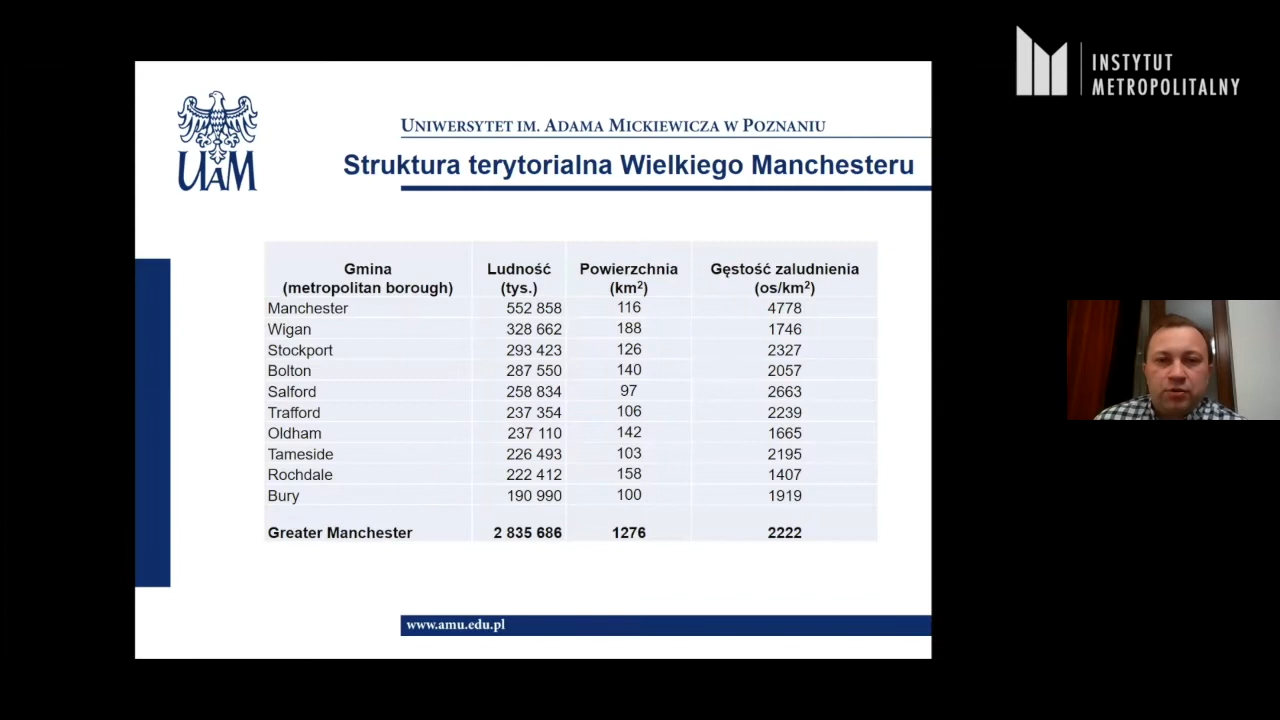 INSTYTUT
METROPOLITALNY
UNIWERSYTET IM. ADAMA MICKIEWICZA W POZNANIU
UAM
Struktura terytorialna Wielkiego Manchesteru
Gmina (metropolitan borough) Ludność (tys.) Powierzchnia (km²) Gęstość zaludnienia (os/km²)
Manchester 552 858 116 4778
Wigan 328 662 188 1746
Stockport 293 423 126 2327
Bolton 287 550 140 2057
Salford 258 834 97 2663
Trafford 237 354 106 2239
Oldham 237 110 142 1665
Tameside 226 493 103 2195
Rochdale 222 412 158 1407
Bury 190 990 100 1919
Greater Manchester 2 835 686 1276 2222
www.amu.edu.pl